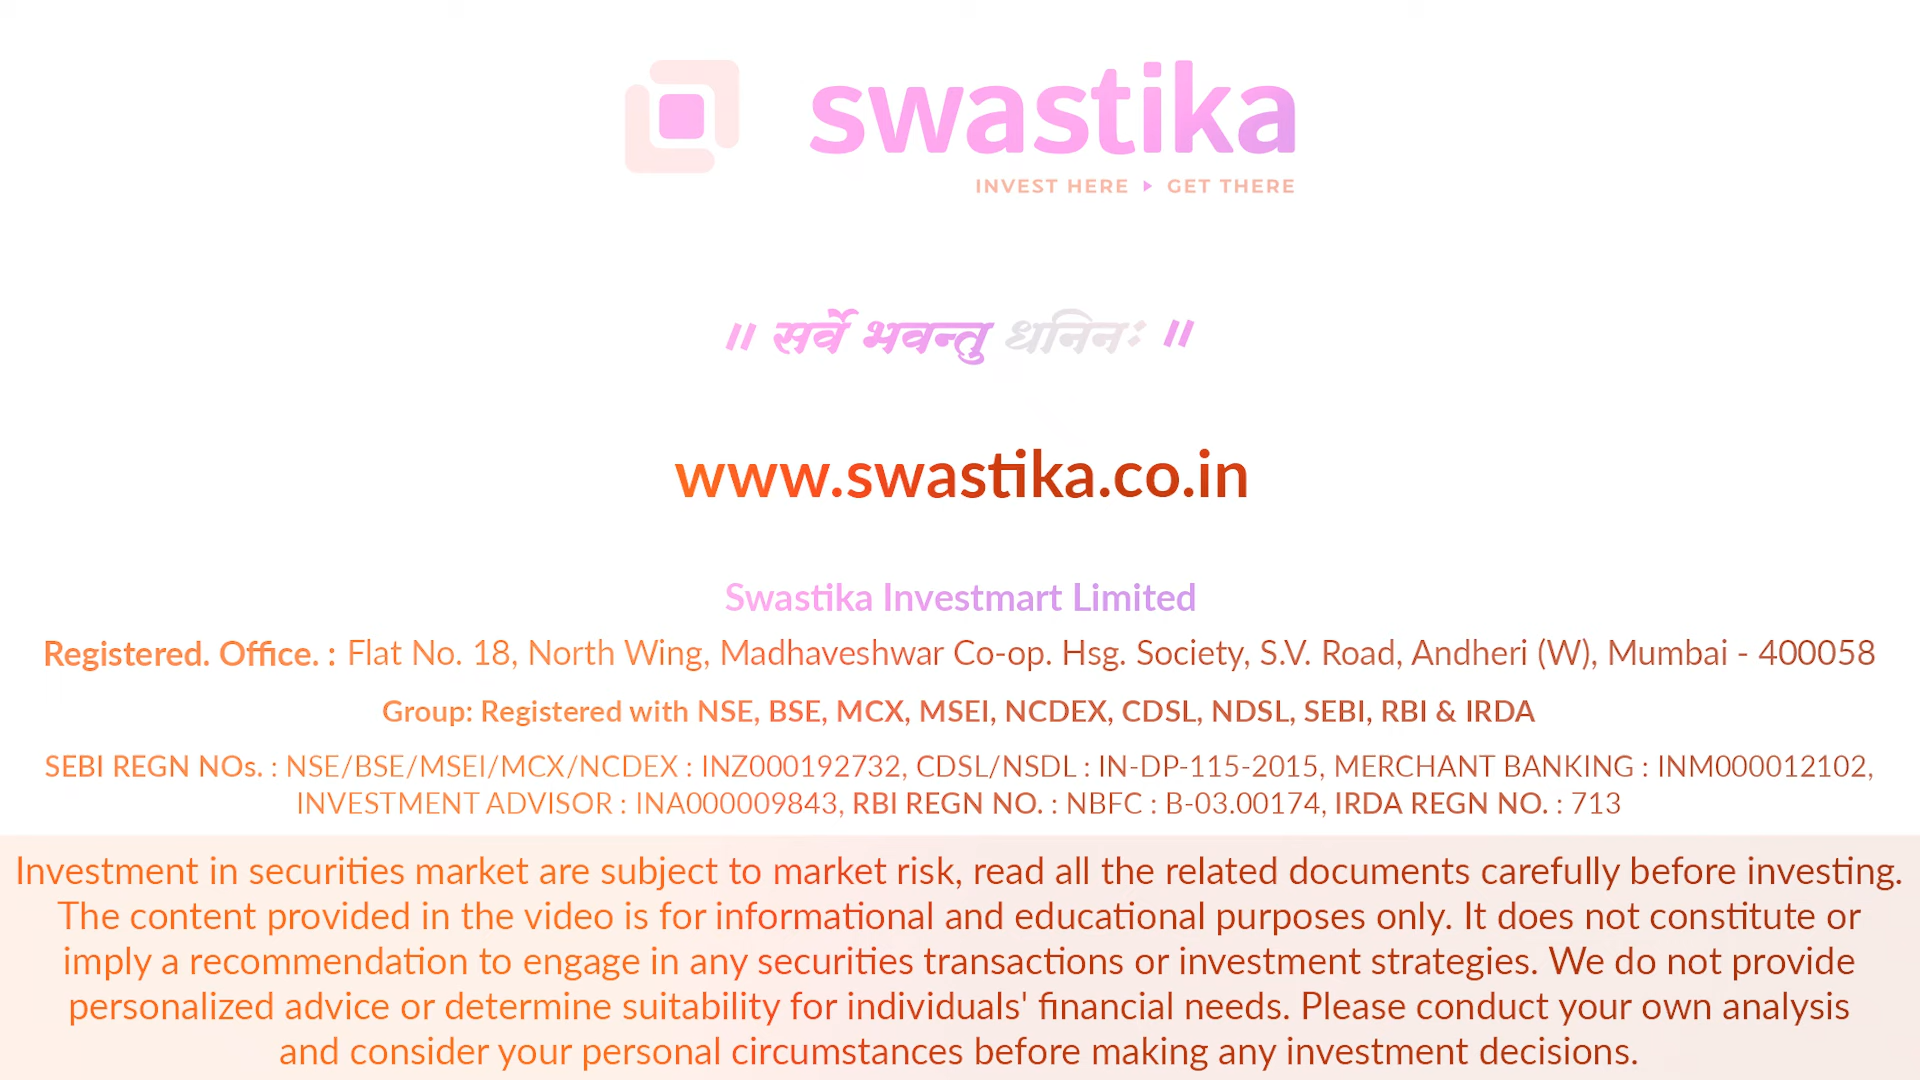 swastika
INVEST HERE ▸ GET THERE
॥ सर्वे भवन्तु धनिनः ॥
www.swastika.co.in
Swastika Investmart Limited
Registered. Office. : Flat No. 18, North Wing, Madhaveshwar Co-op. Hsg. Society, S.V. Road, Andheri (W), Mumbai - 400058
Group: Registered with NSE, BSE, MCX, MSEI, NCDEX, CDSL, NDSL, SEBI, RBI & IRDA
SEBI REGN NOs. : NSE/BSE/MSEI/MCX/NCDEX : INZ000192732, CDSL/NSDL : IN-DP-115-2015, MERCHANT BANKING : INM000012102,
INVESTMENT ADVISOR : INA000009843, RBI REGN NO. : NBFC : B-03.00174, IRDA REGN NO. : 713
Investment in securities market are subject to market risk, read all the related documents carefully before investing.
The content provided in the video is for informational and educational purposes only. It does not constitute or
imply a recommendation to engage in any securities transactions or investment strategies. We do not provide
personalized advice or determine suitability for individuals' financial needs. Please conduct your own analysis
and consider your personal circumstances before making any investment decisions.